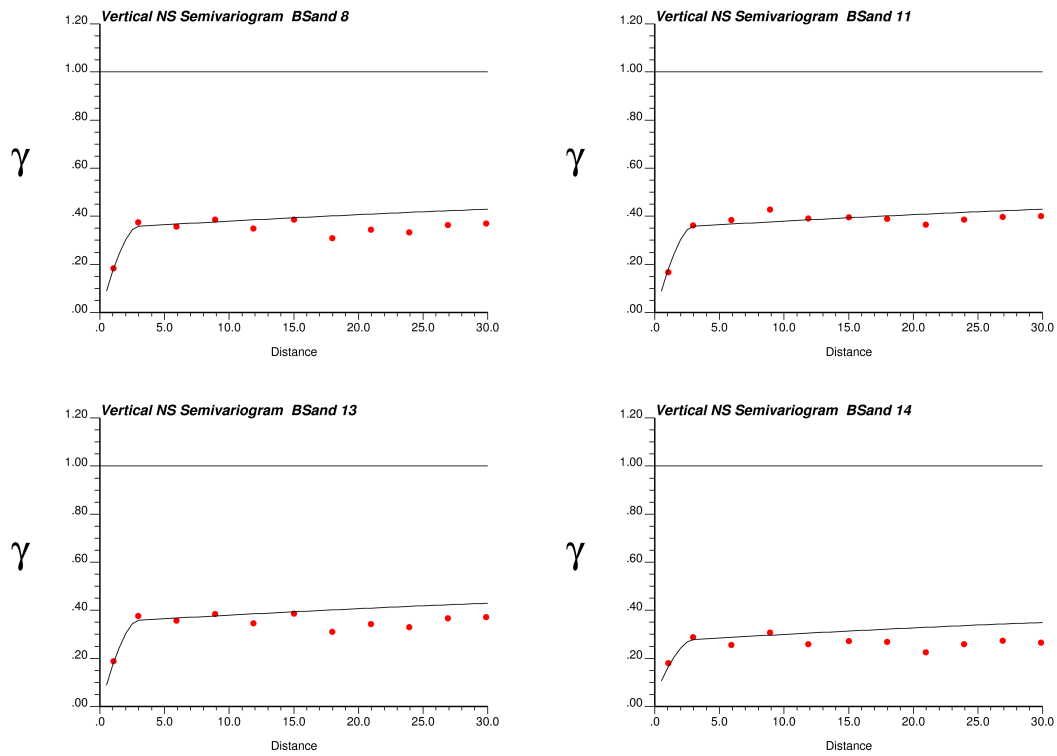 Vertical NS Semivariogram BSand 8
1.20
1.00
.80
.60
.40
.20
.00
γ
.0 5.0 10.0 15.0 20.0 25.0 30.0
Distance
Vertical NS Semivariogram BSand 11
1.20
1.00
.80
.60
.40
.20
.00
γ
.0 5.0 10.0 15.0 20.0 25.0 30.0
Distance
Vertical NS Semivariogram BSand 13
1.20
1.00
.80
.60
.40
.20
.00
γ
.0 5.0 10.0 15.0 20.0 25.0 30.0
Distance
Vertical NS Semivariogram BSand 14
1.20
1.00
.80
.60
.40
.20
.00
γ
.0 5.0 10.0 15.0 20.0 25.0 30.0
Distance